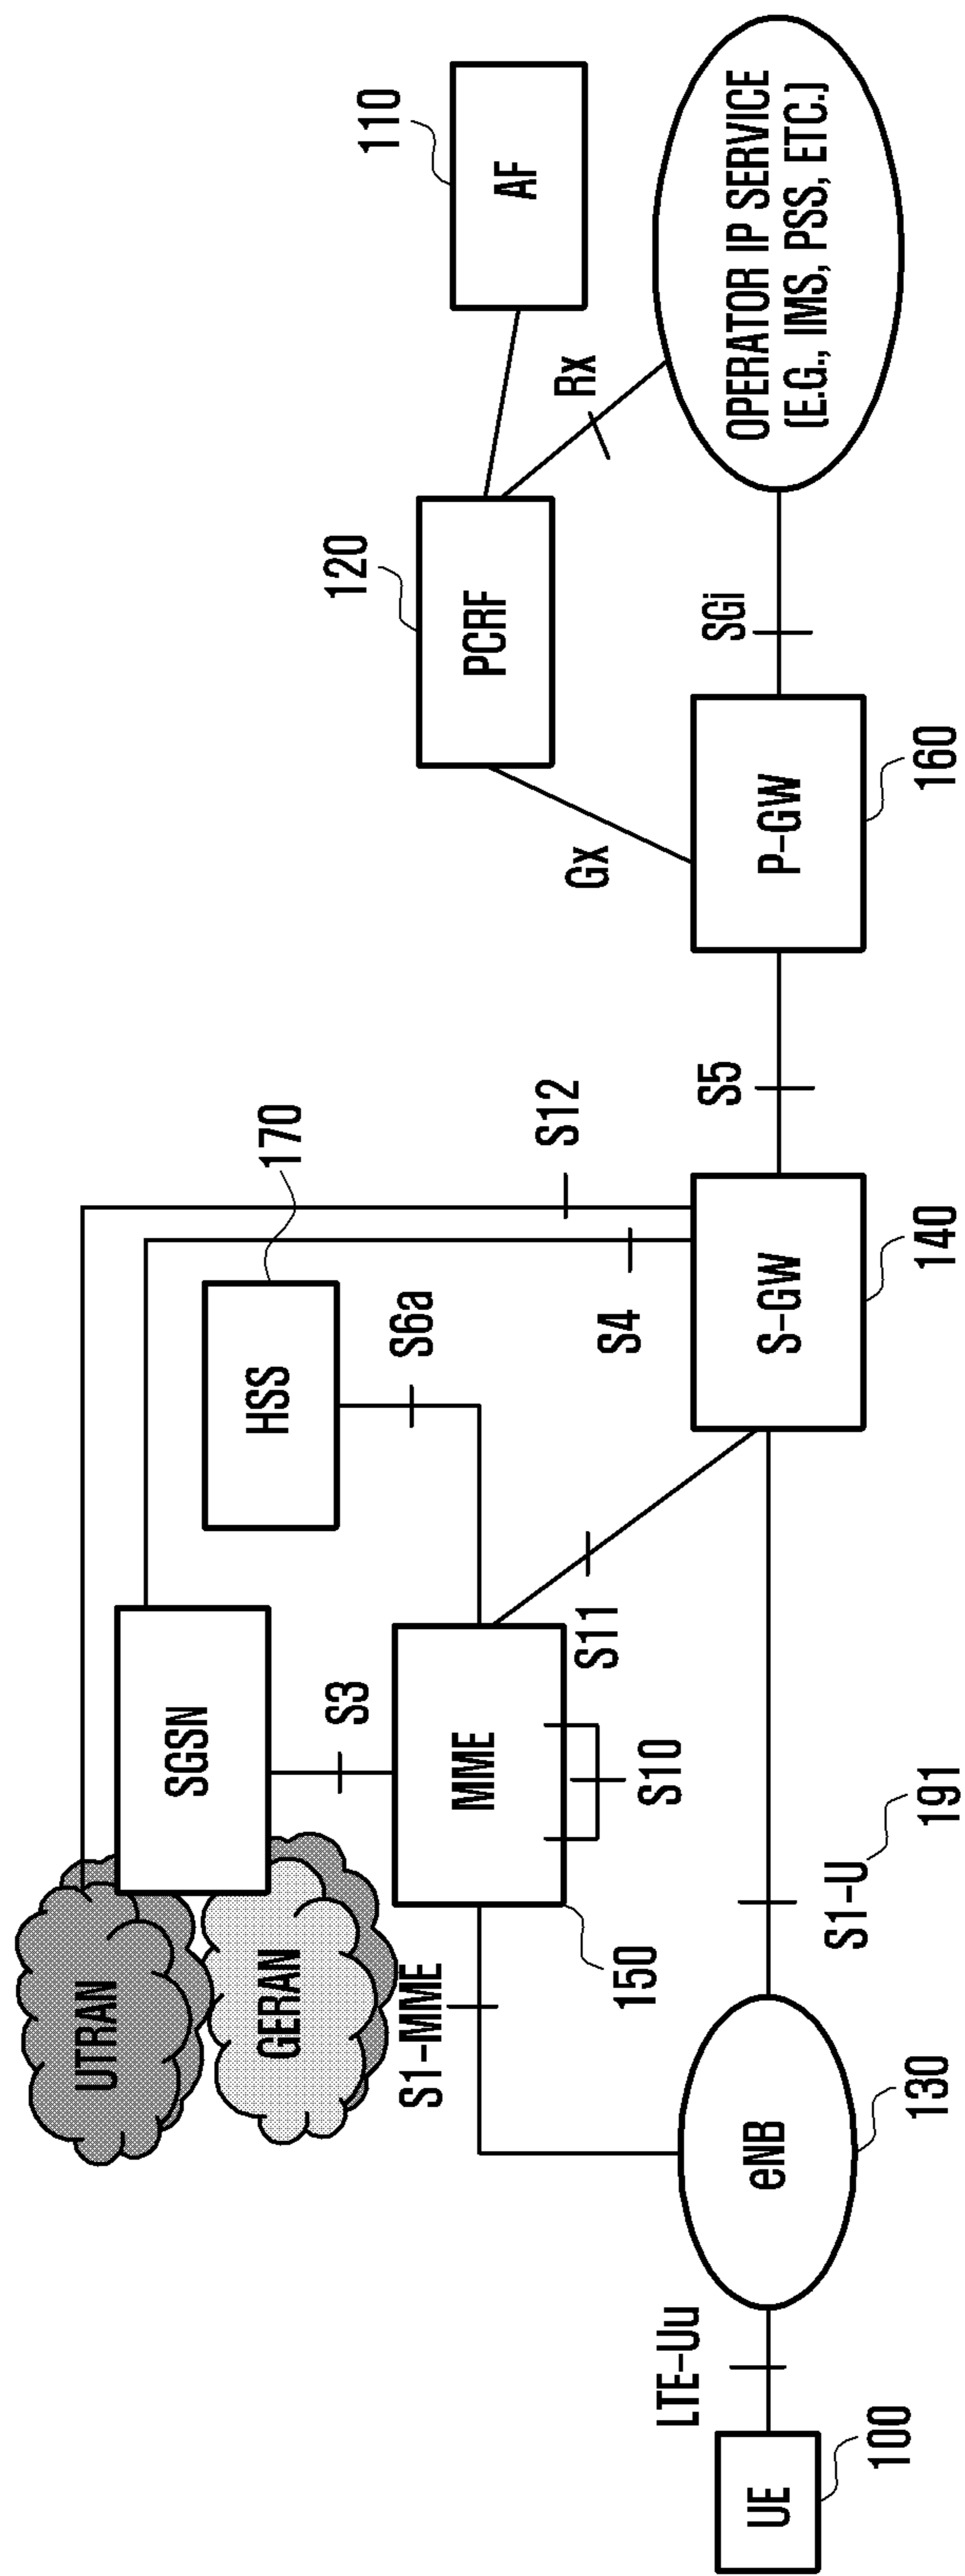 UTRAN
SGSN
GERAN
HSS
170
S12
S3
S6a
S4
S1-MME
MME
150
S10
S11
120
PCRF
110
AF
Gx
Rx
LTE-Uu
UE
100
eNB
130
S1-U
191
S-GW
140
S5
P-GW
160
SGi
OPERATOR IP SERVICE
(E.G., IMS, PSS, ETC.)